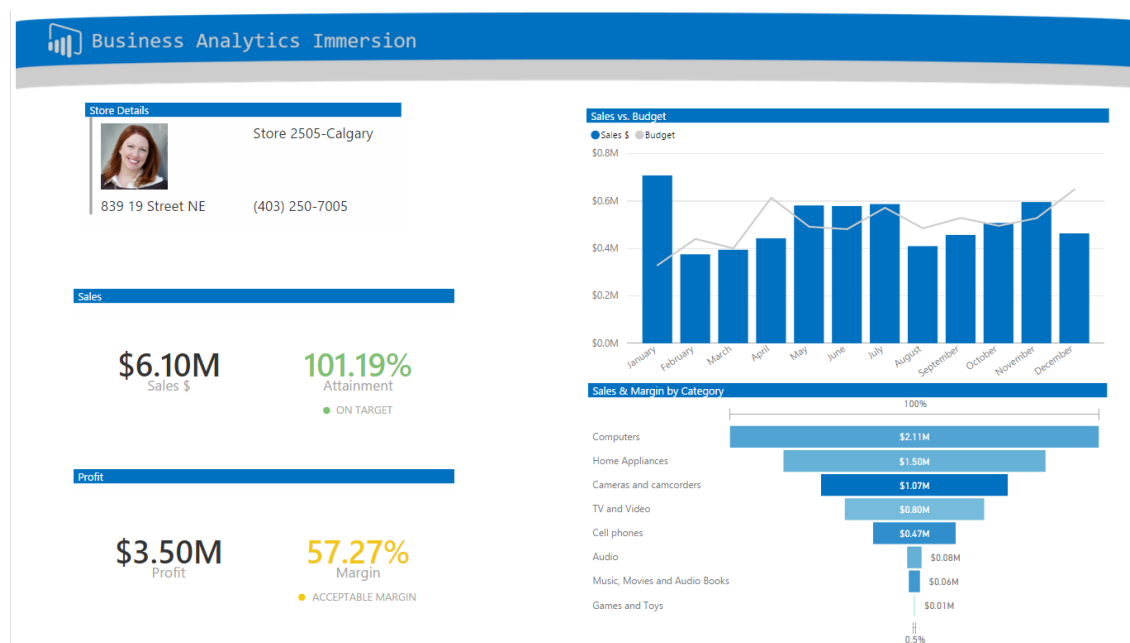 Business Analytics Immersion
Store Details
Store 2505-Calgary
839 19 Street NE
(403) 250-7005
Sales
$6.10M
Sales $
101.19%
Attainment
ON TARGET
Profit
$3.50M
Profit
57.27%
Margin
ACCEPTABLE MARGIN
Sales vs. Budget
Sales $ Budget
$0.8M
$0.6M
$0.4M
$0.2M
$0.0M
January February March April May June July August September October November December
Sales & Margin by Category
100%
Computers $2.11M
Home Appliances $1.50M
Cameras and camcorders $1.07M
TV and Video $0.80M
Cell phones $0.47M
Audio $0.08M
Music, Movies and Audio Books $0.06M
Games and Toys $0.01M
0.5%